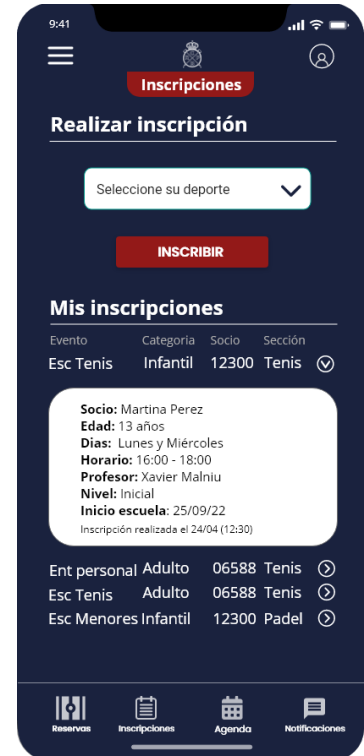 9:41
Inscripciones
Realizar inscripción
Seleccione su deporte
INSCRIBIR
Mis inscripciones
Evento Categoria Socio Sección
Esc Tenis Infantil 12300 Tenis
Socio: Martina Perez
Edad: 13 años
Dias: Lunes y Miércoles
Horario: 16:00 - 18:00
Profesor: Xavier Malniu
Nivel: Inicial
Inicio escuela: 25/09/22
Inscripción realizada el 24/04 (12:30)
Ent personal Adulto 06588 Tenis
Esc Tenis Adulto 06588 Tenis
Esc Menores Infantil 12300 Padel
Reservas Inscripciones Agenda Notificaciones